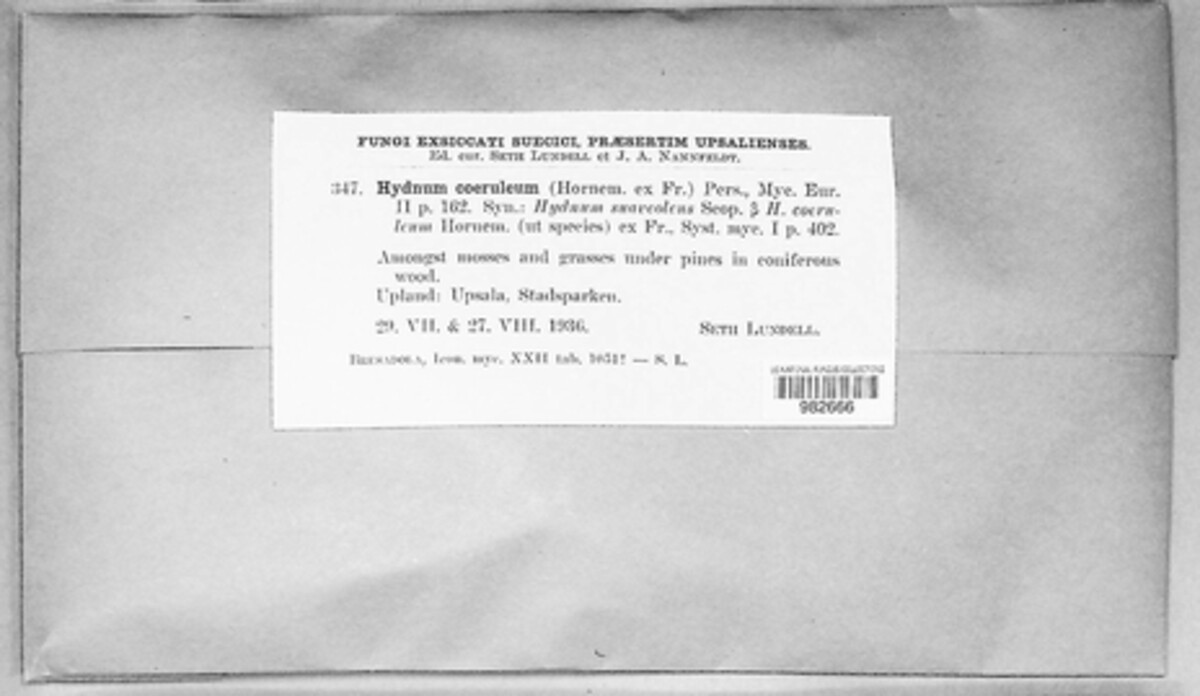 FUNGI EXSICCATI SUECICI, PRÆSERTIM UPSALIENSES.
Ed. cur. SETH LUNDELL et J. A. NANNFELDT.
347. Hydnum coeruleum (Hornem. ex Fr.) Pers., Myc. Eur.
II p. 162. Syn.: Hydnum suaveolens Scop. β H. coeru-
leum Hornem. (ut species) ex Fr., Syst. myc. I p. 402.
Amongst mosses and grasses under pines in coniferous
wood.
Upland: Upsala, Stadsparken.
29. VII. & 27. VIII. 1936.
SETH LUNDELL.
BRESADOLA, Icon. myc. XXII tab. 1051! — S. L.
982666